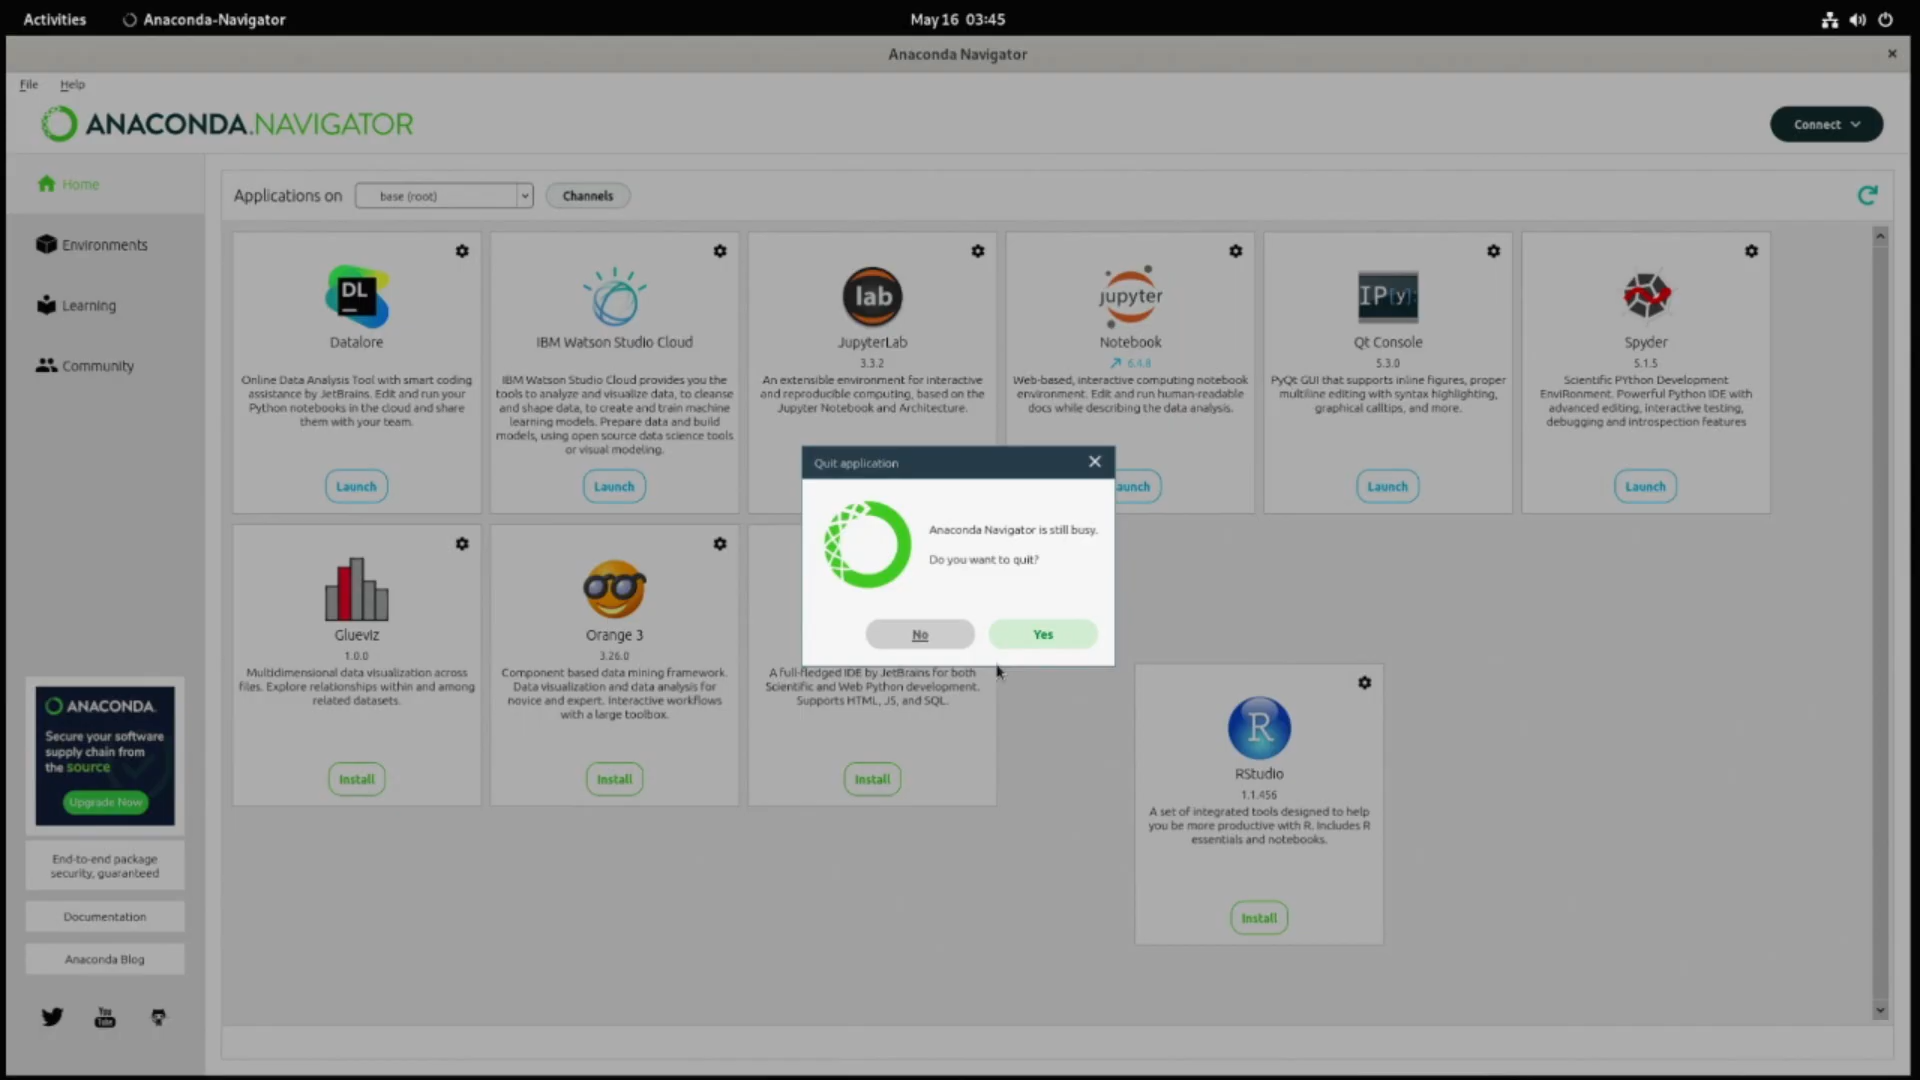 Activities
Anaconda-Navigator
May 16 03:45
Anaconda Navigator
File
Help
ANACONDA.NAVIGATOR
Connect
Home
Environments
Learning
Community
Applications on
base (root)
Channels
DL
Datalore
Online Data Analysis Tool with smart coding
assistance by JetBrains. Edit and run your
Python notebooks in the cloud and share
them with your team.
Launch
IBM Watson Studio Cloud
IBM Watson Studio Cloud provides you the
tools to analyze and visualize data, to cleanse
and shape data, to create and train machine
learning models. Prepare data and build
models, using open source data science tools
or visual modeling.
Launch
lab
JupyterLab
3.3.2
An extensible environment for interactive
and reproducible computing, based on the
Jupyter Notebook and Architecture.
jupyter
Notebook
6.4.8
Web-based, interactive computing notebook
environment. Edit and run human-readable
docs while describing the data analysis.
aunch
IP[y]:
Qt Console
5.3.0
PyQt GUI that supports inline figures, proper
multiline editing with syntax highlighting,
graphical calltips, and more.
Launch
Spyder
5.1.5
Scientific PYthon Development
EnviRonment. Powerful Python IDE with
advanced editing, interactive testing,
debugging and introspection features
Launch
Quit application
Anaconda Navigator is still busy.
Do you want to quit?
No
Yes
Glueviz
1.0.0
Multidimensional data visualization across
files. Explore relationships within and among
related datasets.
Install
Orange 3
3.26.0
Component based data mining framework.
Data visualization and data analysis for
novice and expert. Interactive workflows
with a large toolbox.
Install
A full-fledged IDE by JetBrains for both
Scientific and Web Python development.
Supports HTML, JS, and SQL.
Install
R
RStudio
1.1.456
A set of integrated tools designed to help
you be more productive with R. Includes R
essentials and notebooks.
Install
ANACONDA.
Secure your software
supply chain from
the source
Upgrade Now
End-to-end package
security, guaranteed
Documentation
Anaconda Blog
You
Tube